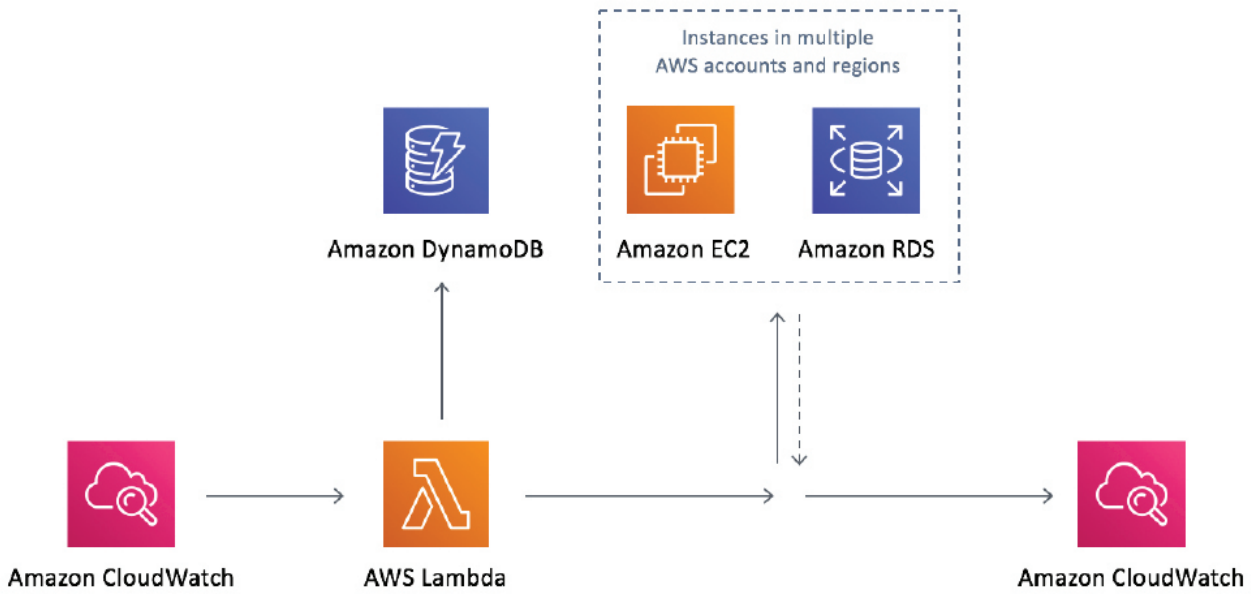 Instances in multiple
AWS accounts and regions
Amazon DynamoDB
Amazon EC2
Amazon RDS
Amazon CloudWatch
AWS Lambda
Amazon CloudWatch